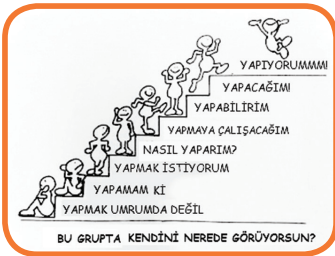 YAPIYORUMMM!
YAPACAĞIM!
YAPABİLİRİM
YAPMAYA ÇALIŞACAĞIM
NASIL YAPARIM?
YAPMAK İSTİYORUM
YAPAMAM Kİ
YAPMAK UMRUMDA DEĞİL
BU GRUPTA KENDİNİ NEREDE GÖRÜYORSUN?